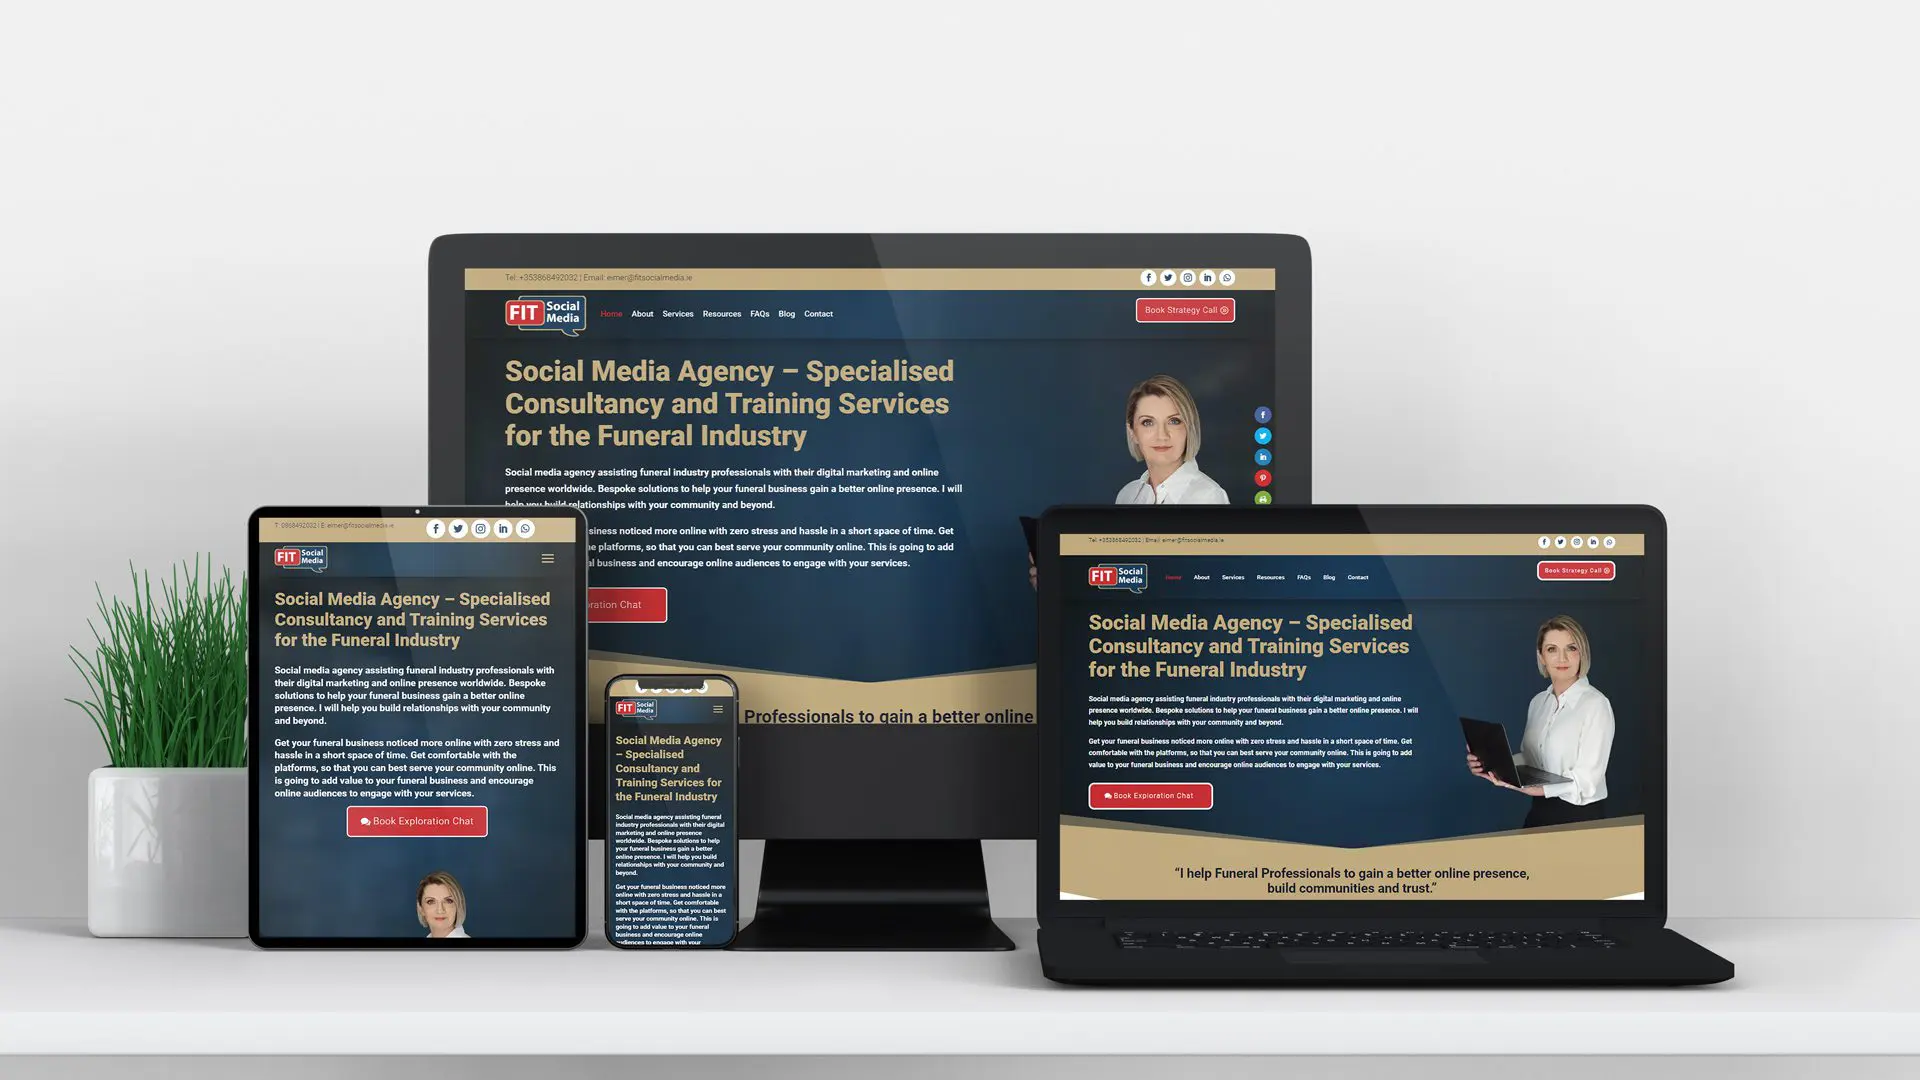 Tel: +353868492032 | Email: eimer@fitsocialmedia.ie
FIT Social Media
Home About Services Resources FAQs Blog Contact
Book Strategy Call
Social Media Agency – Specialised
Consultancy and Training Services
for the Funeral Industry
Social media agency assisting funeral industry professionals with their digital marketing and online
presence worldwide. Bespoke solutions to help your funeral business gain a better online presence. I will
help you build relationships with your community and beyond.
siness noticed more online with zero stress and hassle in a short space of time. Get
e platforms, so that you can best serve your community online. This is going to add
al business and encourage online audiences to engage with your services.
oration Chat
Professionals to gain a better online
T: 0868492032 | E: eimer@fitsocialmedia.ie
FIT Social Media
Social Media Agency – Specialised
Consultancy and Training Services
for the Funeral Industry
Social media agency assisting funeral industry professionals with
their digital marketing and online presence worldwide. Bespoke
solutions to help your funeral business gain a better online
presence. I will help you build relationships with your community
and beyond.
Get your funeral business noticed more online with zero stress and
hassle in a short space of time. Get comfortable with the
platforms, so that you can best serve your community online. This
is going to add value to your funeral business and encourage
online audiences to engage with your services.
Book Exploration Chat
FIT Social Media
Social Media Agency
– Specialised
Consultancy and
Training Services for
the Funeral Industry
Social media agency assisting funeral
industry professionals with their digital
marketing and online presence
worldwide. Bespoke solutions to help
your funeral business gain a better
online presence. I will help you build
relationships with your community and
beyond.
Get your funeral business noticed more
online with zero stress and hassle in a
short space of time. Get comfortable
with the platforms, so that you can best
serve your community online. This is
going to add value to your funeral
business and encourage online
audiences to engage with your
Tel: +353868492032 | Email: eimer@fitsocialmedia.ie
FIT Social Media
Home About Services Resources FAQs Blog Contact
Book Strategy Call
Social Media Agency – Specialised
Consultancy and Training Services
for the Funeral Industry
Social media agency assisting funeral industry professionals with their digital marketing and online
presence worldwide. Bespoke solutions to help your funeral business gain a better online presence. I will
help you build relationships with your community and beyond.
Get your funeral business noticed more online with zero stress and hassle in a short space of time. Get
comfortable with the platforms, so that you can best serve your community online. This is going to add
value to your funeral business and encourage online audiences to engage with your services.
Book Exploration Chat
“I help Funeral Professionals to gain a better online presence,
build communities and trust.”